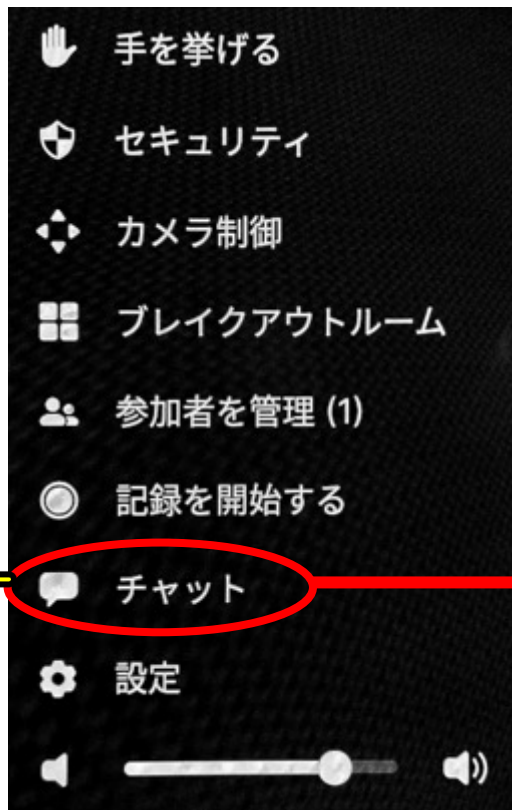 手を挙げる
セキュリティ
カメラ制御
ブレイクアウトルーム
参加者を管理 (1)
記録を開始する
チャット
設定